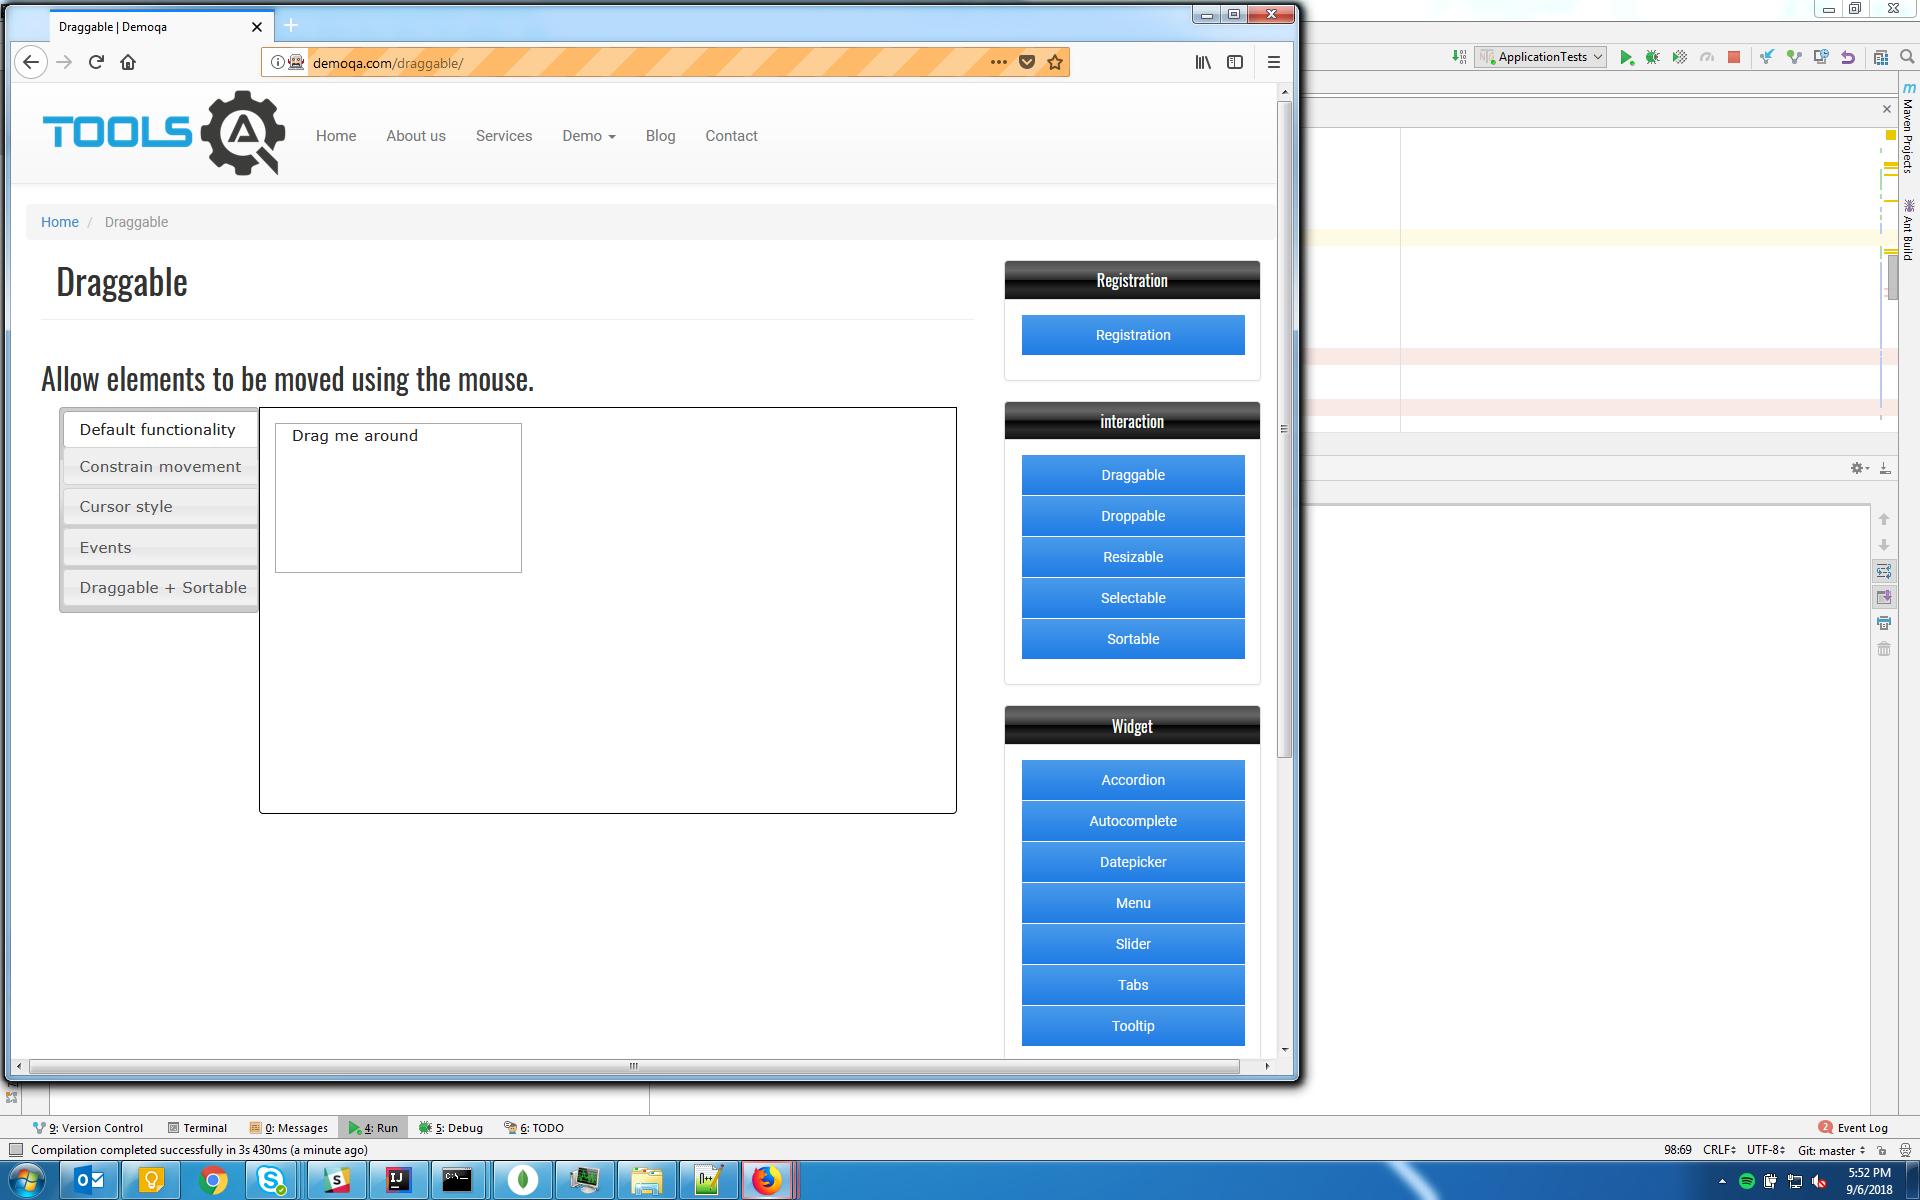 Draggable | Demoqa
demoqa.com/draggable/
ApplicationTests
TOOLS QA
Home
About us
Services
Demo
Blog
Contact
Home / Draggable
Draggable
Allow elements to be moved using the mouse.
Default functionality
Constrain movement
Cursor style
Events
Draggable + Sortable
Drag me around
Registration
Registration
interaction
Draggable
Droppable
Resizable
Selectable
Sortable
Widget
Accordion
Autocomplete
Datepicker
Menu
Slider
Tabs
Tooltip
m
Maven Projects
Ant Build
9: Version Control
Terminal
0: Messages
4: Run
5: Debug
6: TODO
2 Event Log
Compilation completed successfully in 3s 430ms (a minute ago)
98:69
CRLF
UTF-8
Git: master
5:52 PM
9/6/2018